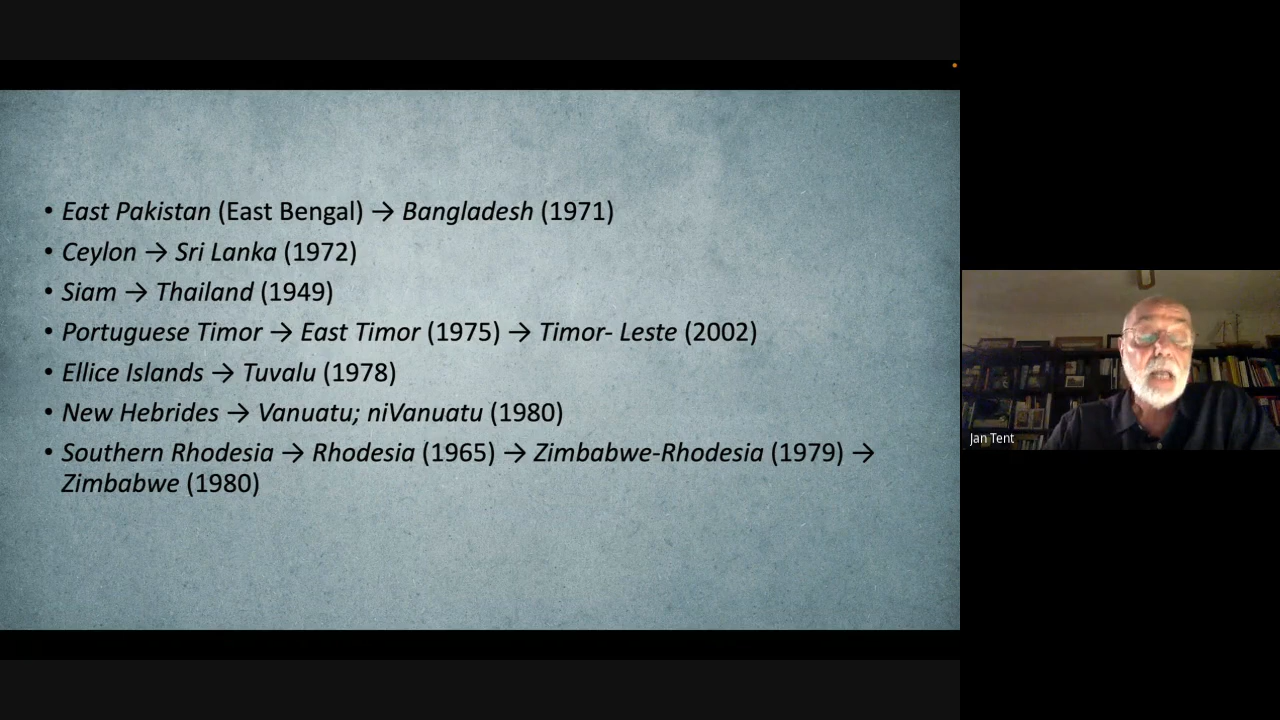 • East Pakistan (East Bengal) → Bangladesh (1971)
• Ceylon → Sri Lanka (1972)
• Siam → Thailand (1949)
• Portuguese Timor → East Timor (1975) → Timor- Leste (2002)
• Ellice Islands → Tuvalu (1978)
• New Hebrides → Vanuatu; niVanuatu (1980)
• Southern Rhodesia → Rhodesia (1965) → Zimbabwe-Rhodesia (1979) →
Zimbabwe (1980)
Jan Tent